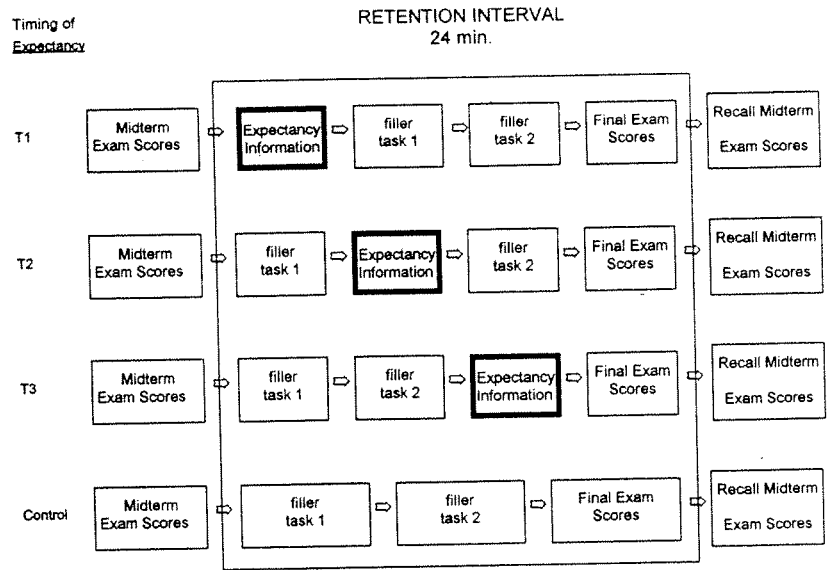 Timing of
Expectancy
RETENTION INTERVAL
24 min.
T1
Midterm
Exam Scores
Expectancy
Information
filler
task 1
filler
task 2
Final Exam
Scores
Recall Midterm
Exam Scores
T2
Midterm
Exam Scores
filler
task 1
Expectancy
Information
filler
task 2
Final Exam
Scores
Recall Midterm
Exam Scores
T3
Midterm
Exam Scores
filler
task 1
filler
task 2
Expectancy
Information
Final Exam
Scores
Recall Midterm
Exam Scores
Control
Midterm
Exam Scores
filler
task 1
filler
task 2
Final Exam
Scores
Recall Midterm
Exam Scores